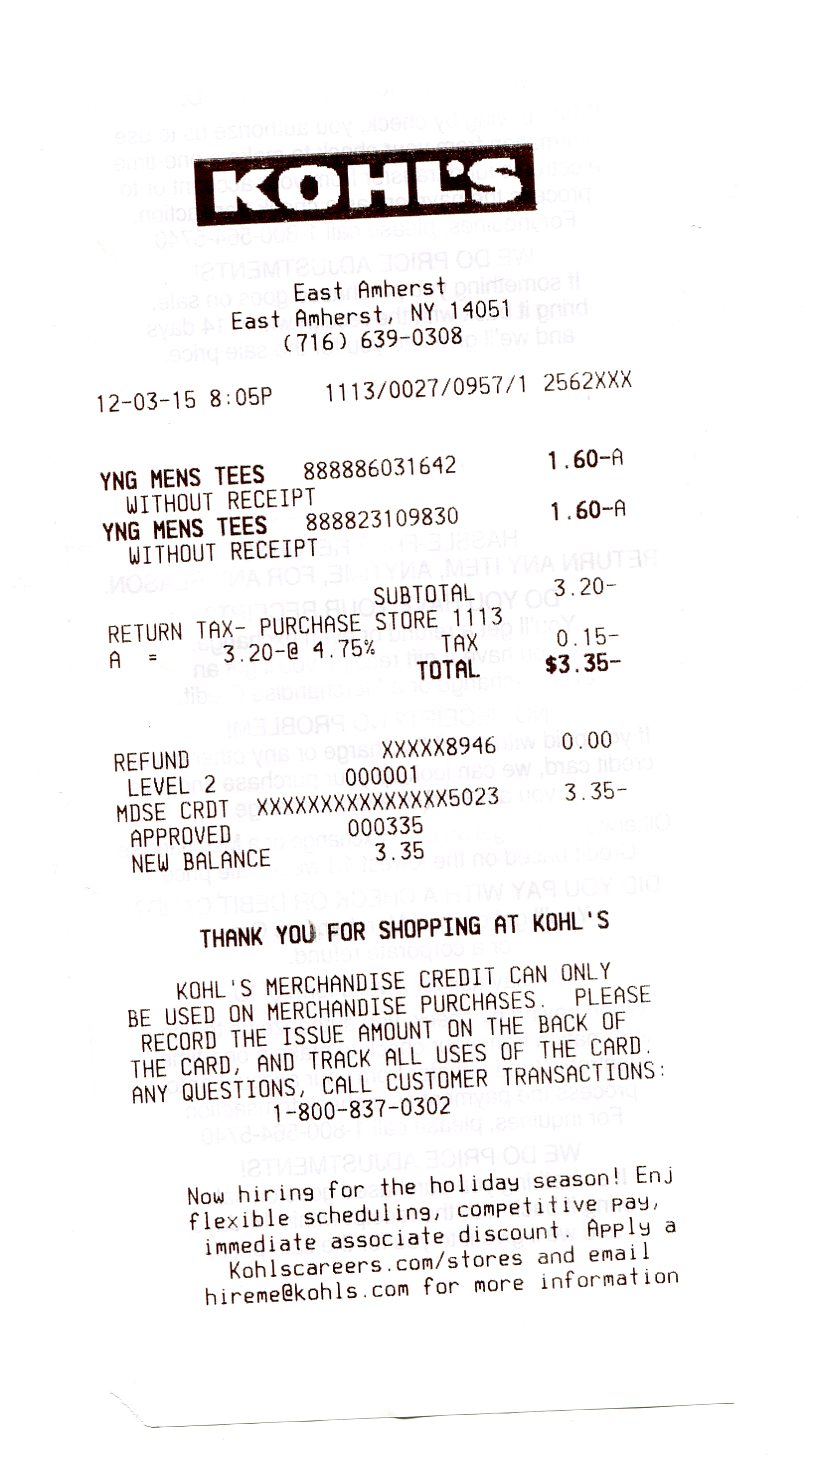 KOHL'S
East Amherst
East Amherst, NY 14051
(716) 639-0308
12-03-15 8:05P 1113/0027/0957/1 2562XXX
YNG MENS TEES 888886031642 1.60-A
WITHOUT RECEIPT
YNG MENS TEES 888823109830 1.60-A
WITHOUT RECEIPT
SUBTOTAL 3.20-
RETURN TAX- PURCHASE STORE 1113
A = 3.20-@ 4.75% TAX 0.15-
TOTAL $3.35-
REFUND XXXXX8946 0.00
LEVEL 2 000001
MDSE CRDT XXXXXXXXXXXXXXX5023 3.35-
APPROVED 000335
NEW BALANCE 3.35
THANK YOU FOR SHOPPING AT KOHL'S
KOHL'S MERCHANDISE CREDIT CAN ONLY
BE USED ON MERCHANDISE PURCHASES. PLEASE
RECORD THE ISSUE AMOUNT ON THE BACK OF
THE CARD, AND TRACK ALL USES OF THE CARD.
ANY QUESTIONS, CALL CUSTOMER TRANSACTIONS:
1-800-837-0302
Now hiring for the holiday season! Enj
flexible scheduling, competitive pay,
immediate associate discount. Apply a
Kohlscareers.com/stores and email
hireme@kohls.com for more information